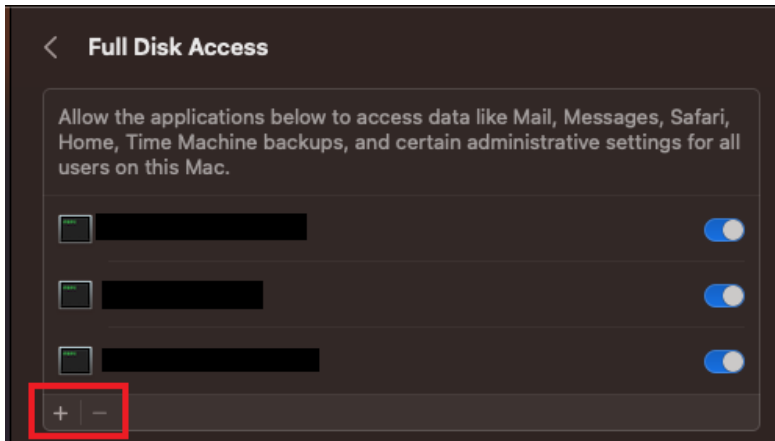 Full Disk Access
Allow the applications below to access data like Mail, Messages, Safari,
Home, Time Machine backups, and certain administrative settings for all
users on this Mac.